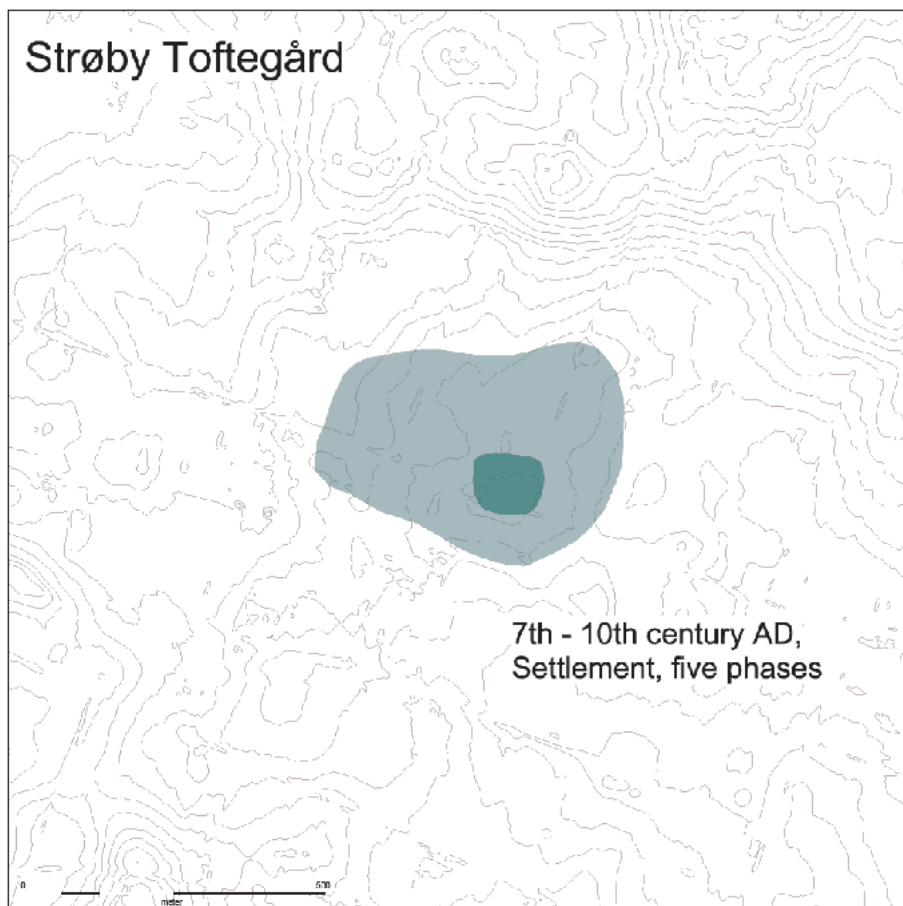 Strøby Toftegård
7th - 10th century AD,
Settlement, five phases
0 500
meter